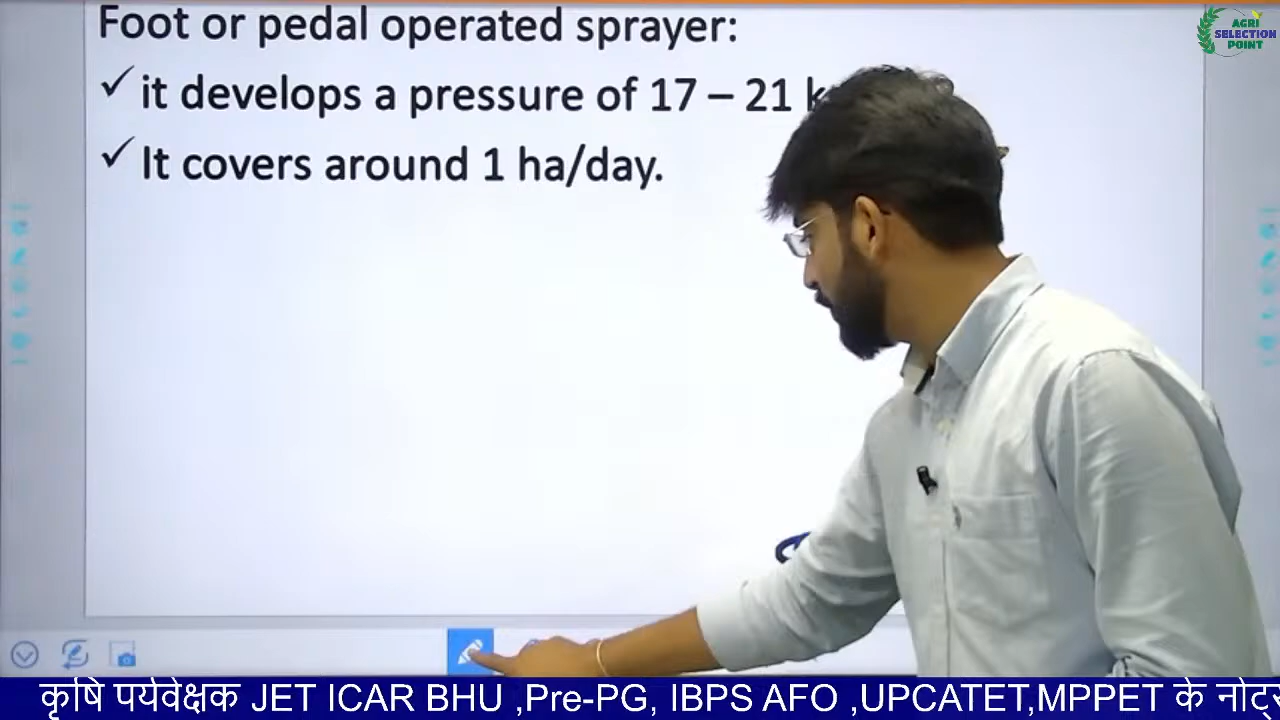 AGRI
SELECTION
POINT
Foot or pedal operated sprayer:
✓ it develops a pressure of 17 – 21
✓ It covers around 1 ha/day.
कृषि पर्यवेक्षक JET ICAR BHU ,Pre-PG, IBPS AFO ,UPCATET,MPPET के